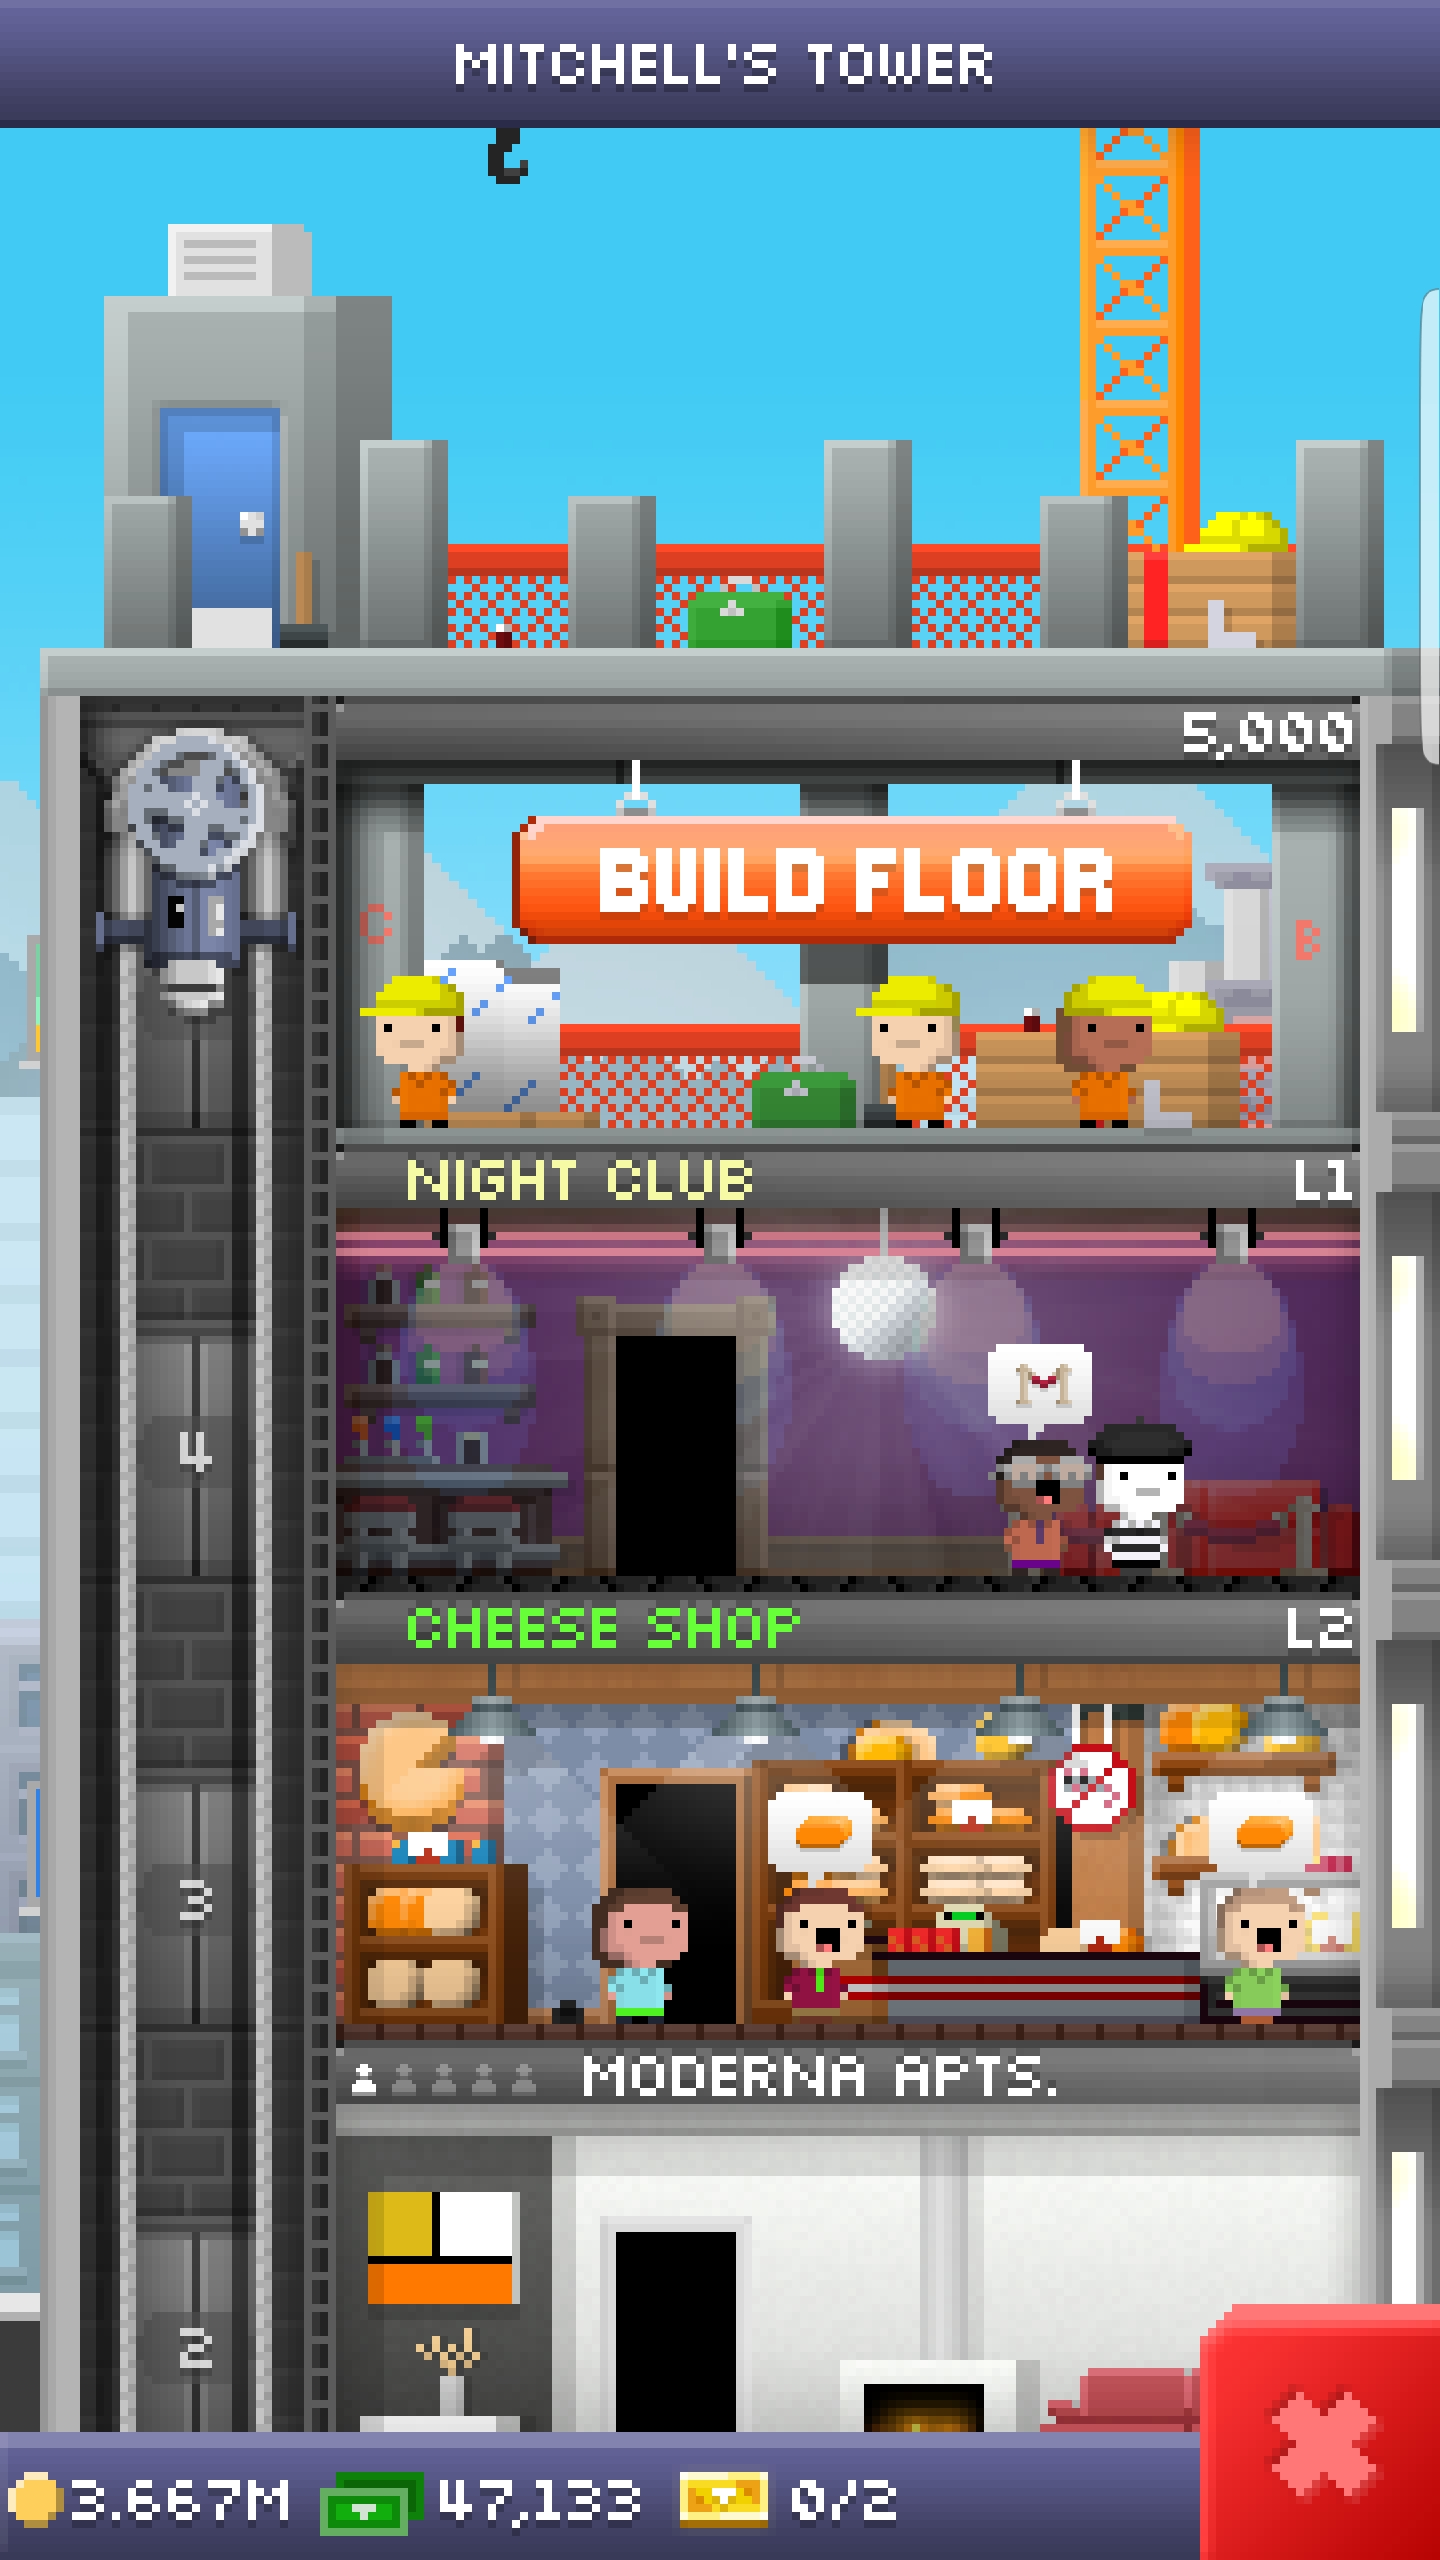 MITCHELL'S TOWER
5,000
BUILD FLOOR
C
B
NIGHT CLUB L1
4
CHEESE SHOP L2
3
MODERNA APTS.
2
3.667M 47,133 0/2